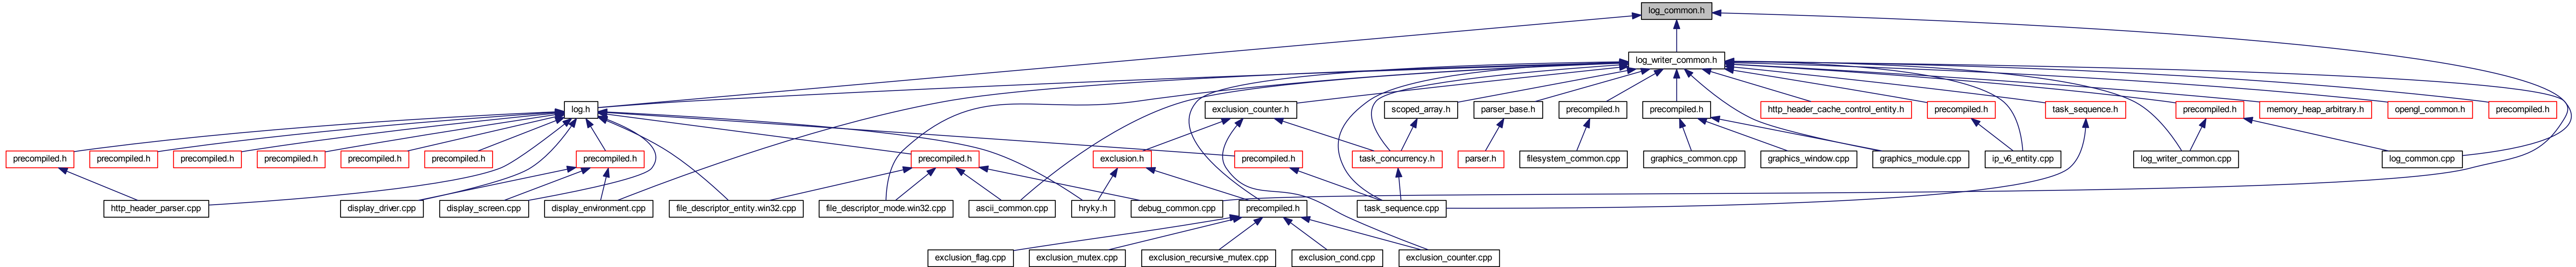 log_common.h
log_writer_common.h
log.h
exclusion_counter.h
scoped_array.h
parser_base.h
precompiled.h
precompiled.h
http_header_cache_control_entity.h
precompiled.h
task_sequence.h
precompiled.h
memory_heap_arbitrary.h
opengl_common.h
precompiled.h
precompiled.h
precompiled.h
precompiled.h
precompiled.h
precompiled.h
precompiled.h
precompiled.h
precompiled.h
exclusion.h
precompiled.h
task_concurrency.h
parser.h
filesystem_common.cpp
graphics_common.cpp
graphics_window.cpp
graphics_module.cpp
ip_v6_entity.cpp
log_writer_common.cpp
log_common.cpp
http_header_parser.cpp
display_driver.cpp
display_screen.cpp
display_environment.cpp
file_descriptor_entity.win32.cpp
file_descriptor_mode.win32.cpp
ascii_common.cpp
hryky.h
debug_common.cpp
precompiled.h
task_sequence.cpp
exclusion_flag.cpp
exclusion_mutex.cpp
exclusion_recursive_mutex.cpp
exclusion_cond.cpp
exclusion_counter.cpp